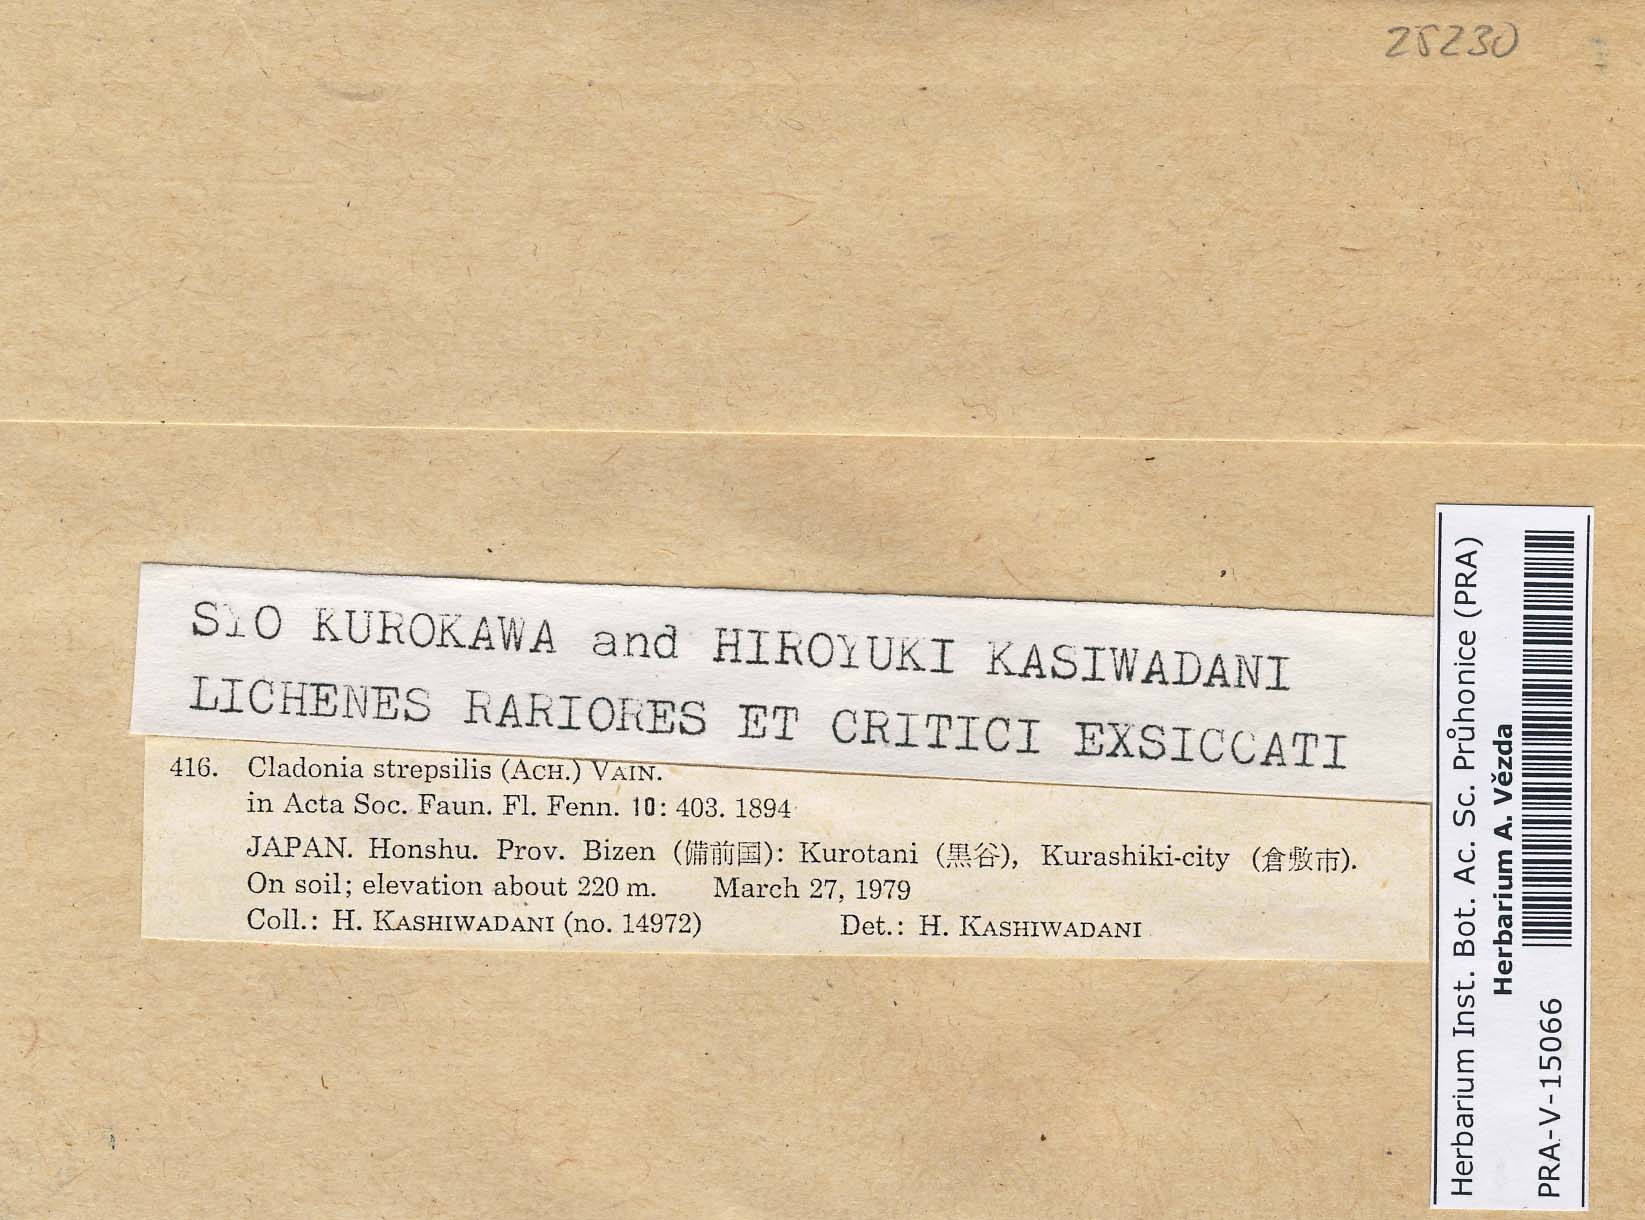 25230
SYO KUROKAWA and HIROYUKI KASIWADANI
LICHENES RARIORES ET CRITICI EXSICCATI
416. Cladonia strepsilis (ACH.) VAIN.
in Acta Soc. Faun. Fl. Fenn. 10: 403. 1894
JAPAN. Honshu. Prov. Bizen (備前国): Kurotani (黒谷), Kurashiki-city (倉敷市).
On soil; elevation about 220 m. March 27, 1979
Coll.: H. KASHIWADANI (no. 14972) Det.: H. KASHIWADANI
Herbarium Inst. Bot. Ac. Sc. Průhonice (PRA)
Herbarium A. Vězda
PRA-V-15066